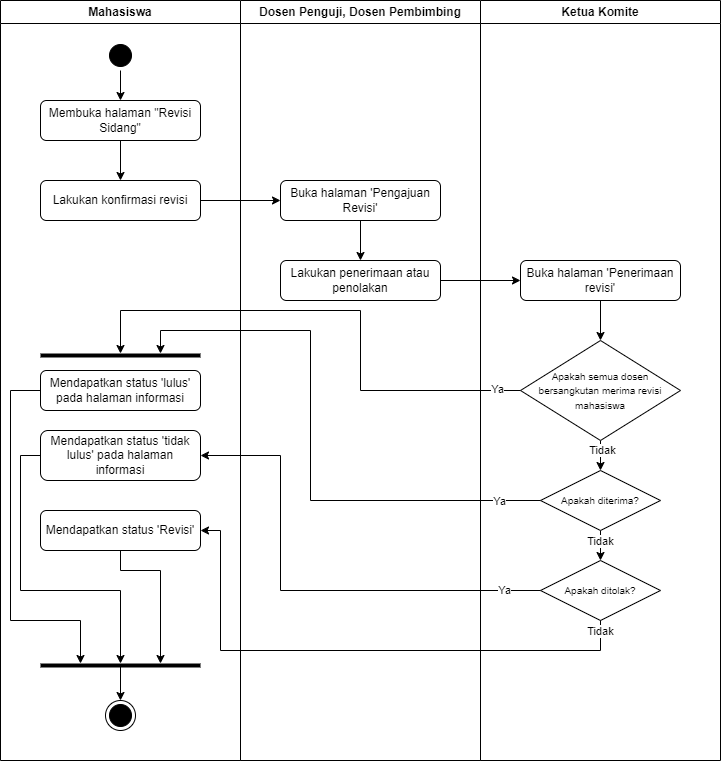 Mahasiswa
Dosen Penguji, Dosen Pembimbing
Ketua Komite
Membuka halaman "Revisi
Sidang"
Lakukan konfirmasi revisi
Buka halaman 'Pengajuan
Revisi'
Lakukan penerimaan atau
penolakan
Buka halaman 'Penerimaan
revisi'
Apakah semua dosen
bersangkutan merima revisi
mahasiswa
Ya
Mendapatkan status 'lulus'
pada halaman informasi
Tidak
Mendapatkan status 'tidak
lulus' pada halaman
informasi
Apakah diterima?
Ya
Tidak
Mendapatkan status 'Revisi'
Apakah ditolak?
Ya
Tidak